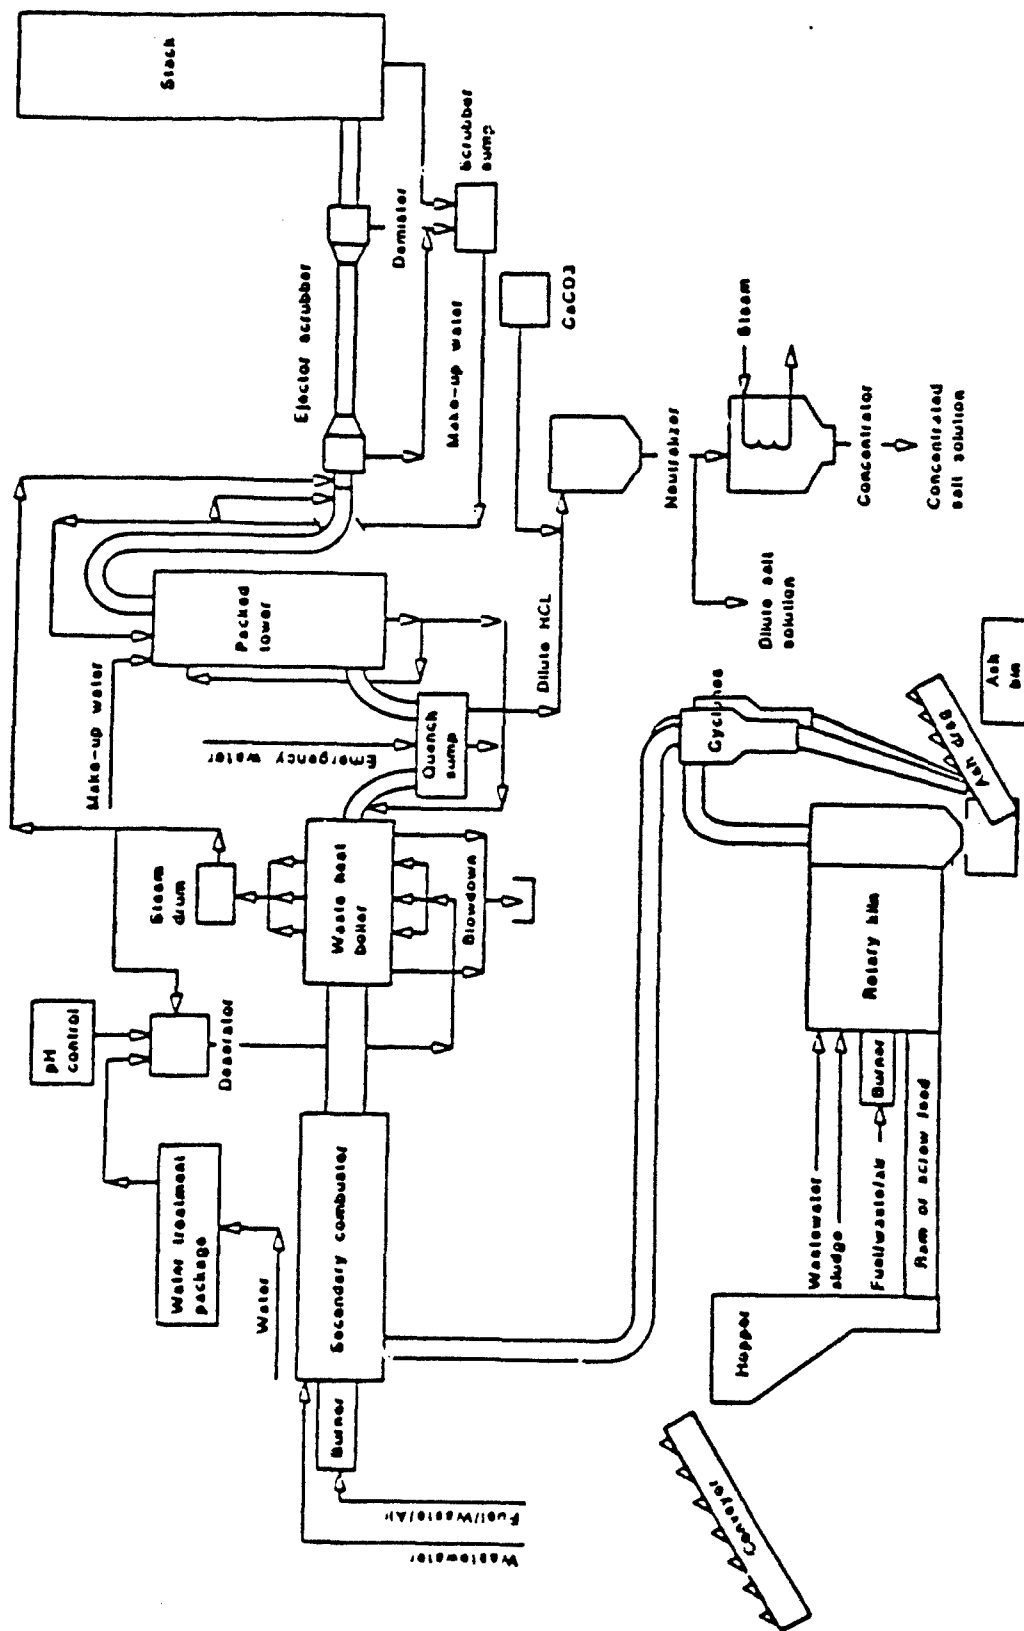 Stack
Scrubber
sump
Demister
Ejector scrubber
Make-up water
CaCO3
Steam
Neutralizer
Concentrator
Concentrated
salt solution
Dilute salt
solution
Packed
tower
Dilute HCL
Make-up water
Emergency water
Quench
sump
Steam
drum
Waste heat
boiler
Blowdown
pH
control
Deaerator
Water treatment
package
Water
Secondary combustor
Burner
Fuel/Waste/Air
Wastewater
Cyclones
Ash drag
Ash
bin
Rotary kiln
Burner
Wastewater
sludge
Fuel/waste/air
Ram or screw feed
Hopper
Conveyor